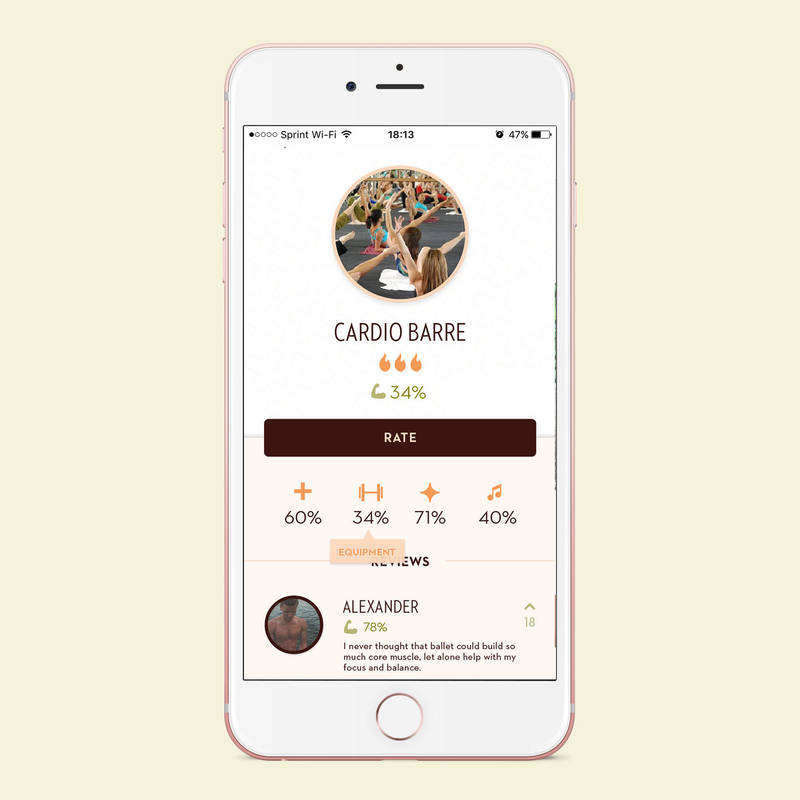 Sprint Wi-Fi 18:13 47%
CARDIO BARRE
34%
RATE
60% 34% 71% 40%
EQUIPMENT
REVIEWS
ALEXANDER
18
78%
I never thought that ballet could build so
much core muscle, let alone help with my
focus and balance.